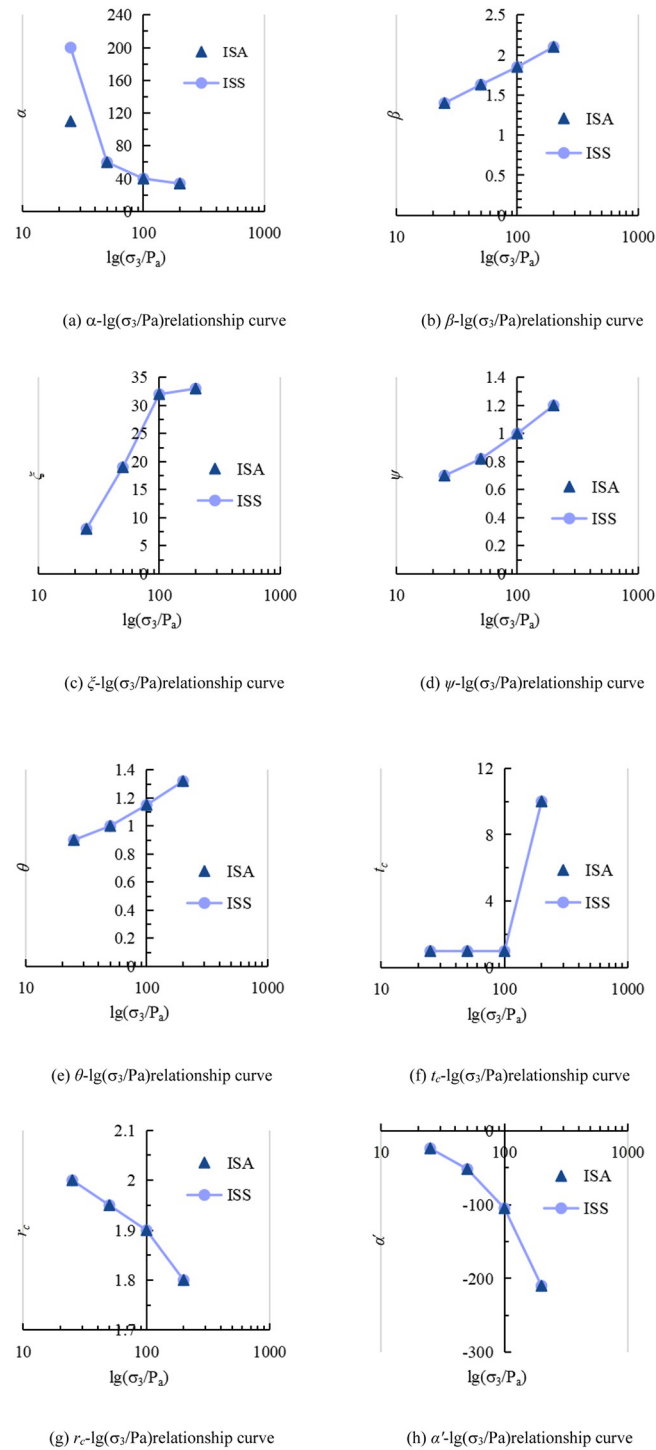 240
200
160
120
80
40
0
α
ISA
ISS
10
100
1000
lg(σ₃/Pₐ)
(a) α-lg(σ₃/Pa)relationship curve
2.5
2
1.5
1
0.5
0
β
ISA
ISS
10
100
1000
lg(σ₃/Pₐ)
(b) β-lg(σ₃/Pa)relationship curve
35
30
25
20
15
10
5
0
ξ
ISA
ISS
10
100
1000
lg(σ₃/Pₐ)
(c) ξ-lg(σ₃/Pa)relationship curve
1.4
1.2
1
0.8
0.6
0.4
0.2
0
ψ
ISA
ISS
10
100
1000
lg(σ₃/Pₐ)
(d) ψ-lg(σ₃/Pa)relationship curve
1.4
1.2
1
0.8
0.6
0.4
0.2
0
θ
ISA
ISS
10
100
1000
lg(σ₃/Pₐ)
(e) θ-lg(σ₃/Pa)relationship curve
12
8
4
0
t_c
ISA
ISS
10
100
1000
lg(σ₃/Pₐ)
(f) t_c-lg(σ₃/Pa)relationship curve
2.1
2
1.9
1.8
1.7
r_c
ISA
ISS
10
100
1000
lg(σ₃/Pₐ)
(g) r_c-lg(σ₃/Pa)relationship curve
0
10
100
1000
-100
-200
-300
α'
ISA
ISS
lg(σ₃/Pₐ)
(h) α'-lg(σ₃/Pa)relationship curve